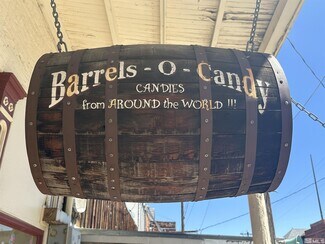 Barrels - O - Candy
CANDIES
from AROUND the WORLD !!!